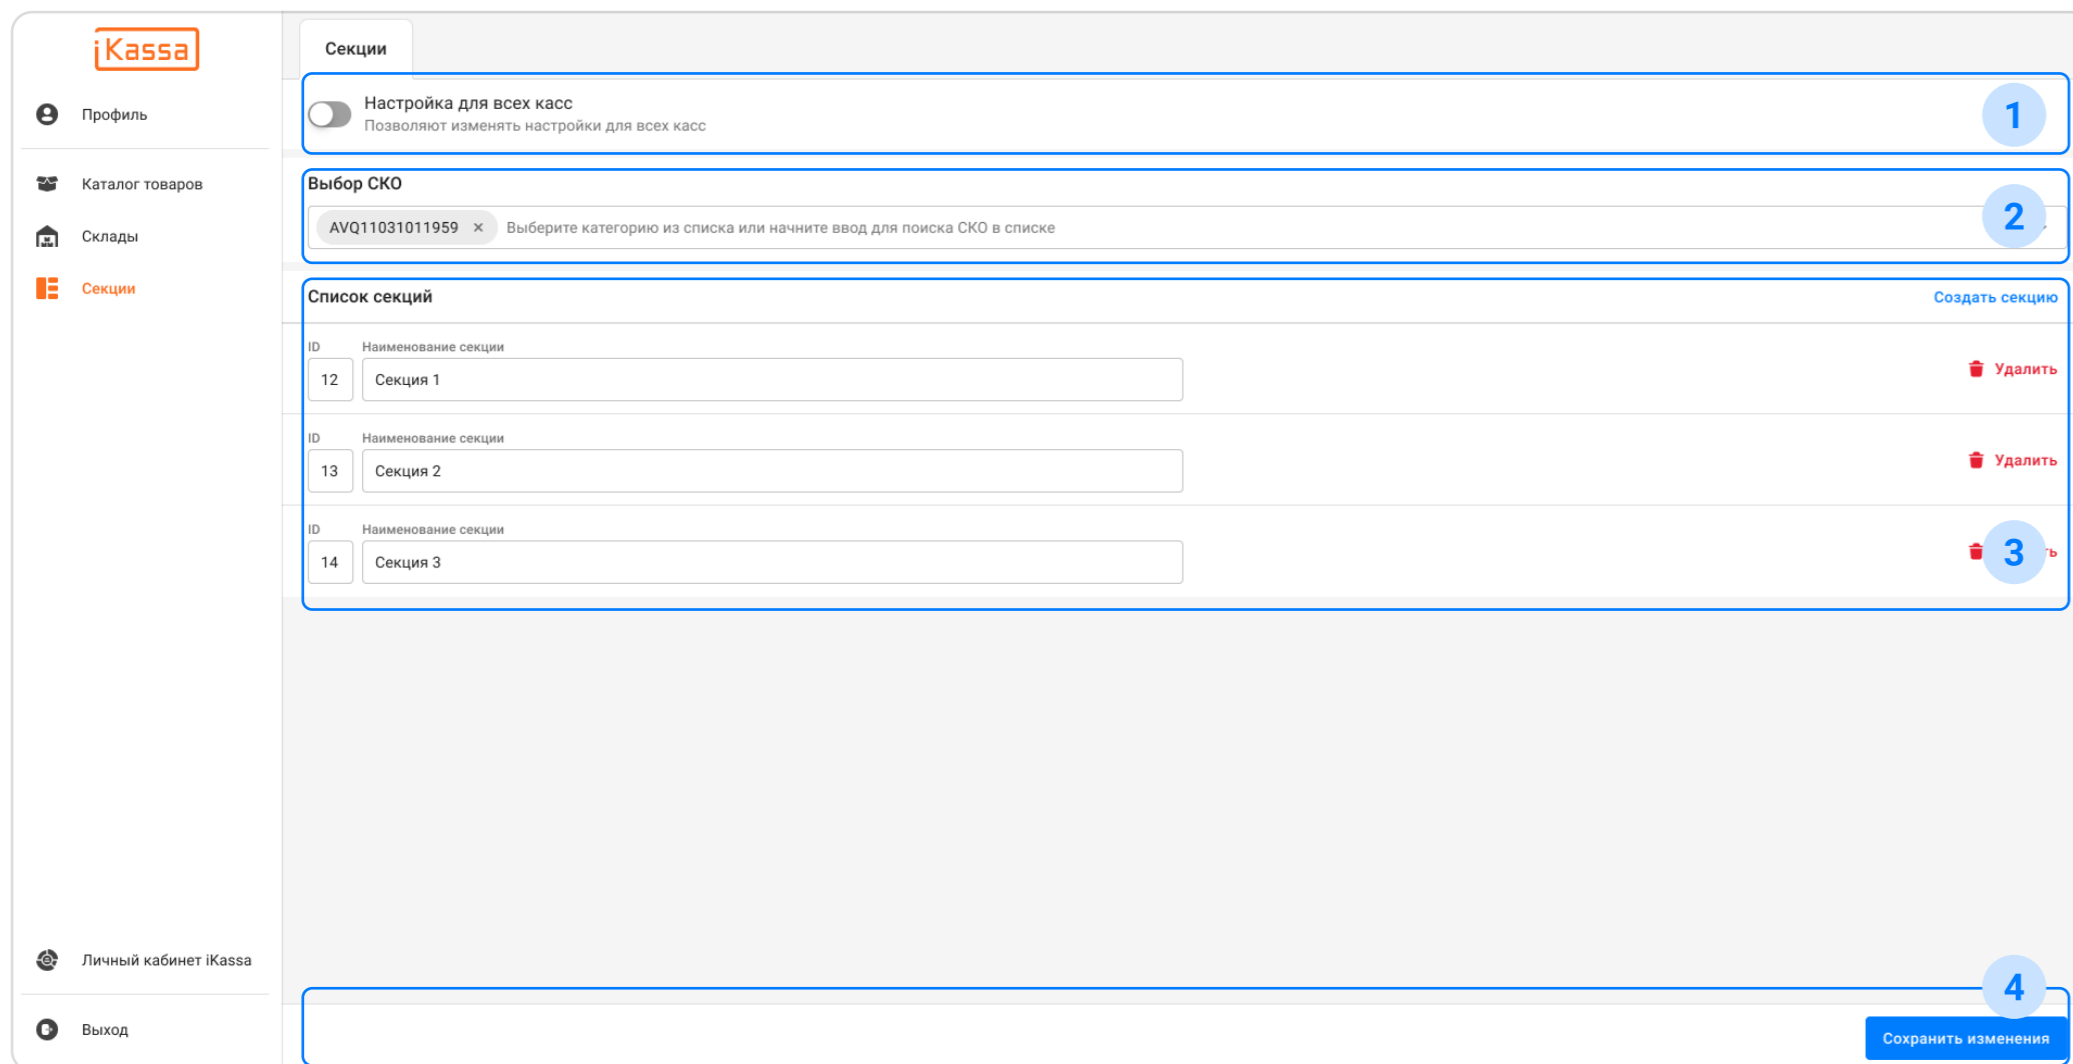 iKassa
Секции
Профиль
Настройка для всех касс
Позволяют изменять настройки для всех касс
1
Каталог товаров
Выбор СКО
Склады
AVQ11031011959 × Выберите категорию из списка или начните ввод для поиска СКО в списке
2
Секции
Список секций
Создать секцию
ID Наименование секции
12 Секция 1
Удалить
ID Наименование секции
13 Секция 2
Удалить
ID Наименование секции
14 Секция 3
3
Личный кабинет iKassa
4
Выход
Сохранить изменения